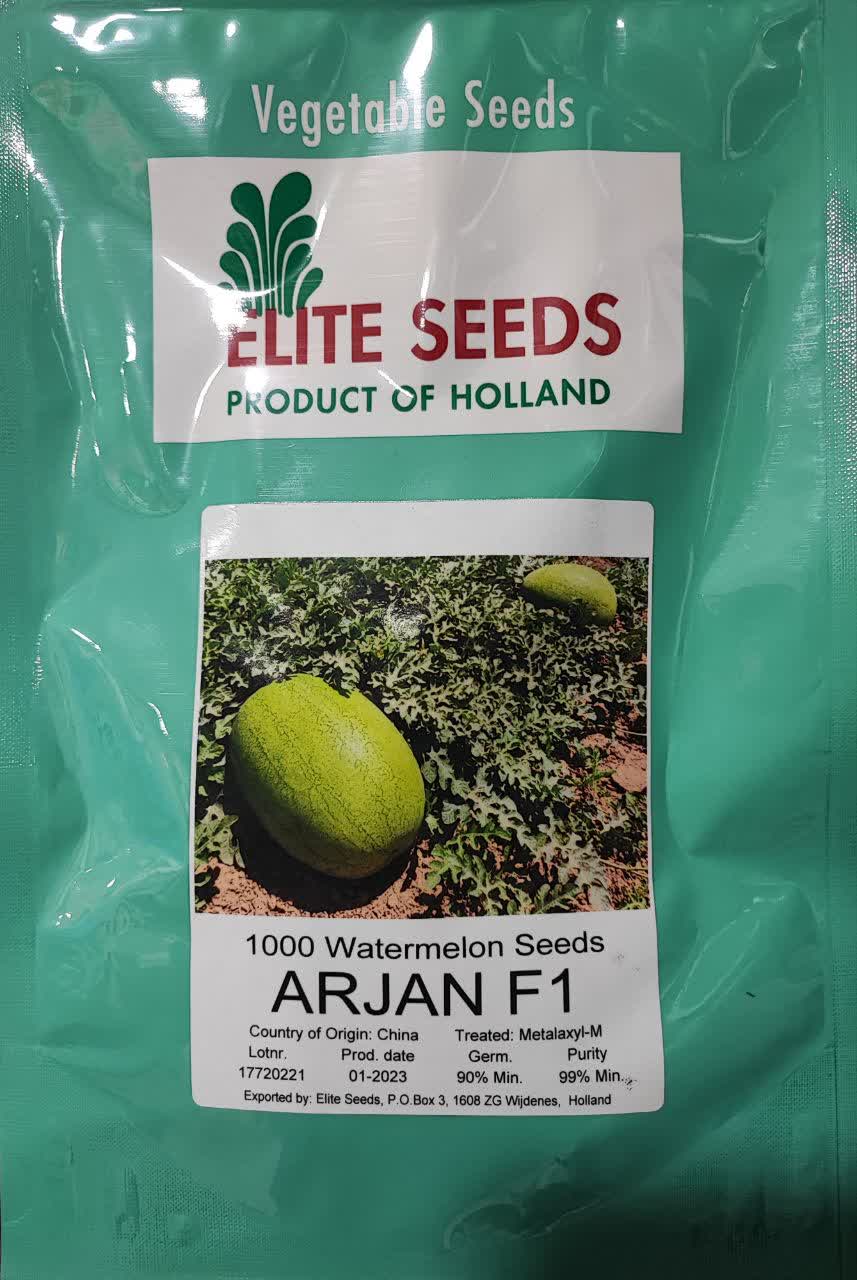 Vegetable Seeds
ELITE SEEDS
PRODUCT OF HOLLAND
1000 Watermelon Seeds
ARJAN F1
Country of Origin: China Treated: Metalaxyl-M
Lotnr. Prod. date Germ. Purity
17720221 01-2023 90% Min. 99% Min.
Exported by: Elite Seeds, P.O.Box 3, 1608 ZG Wijdenes, Holland